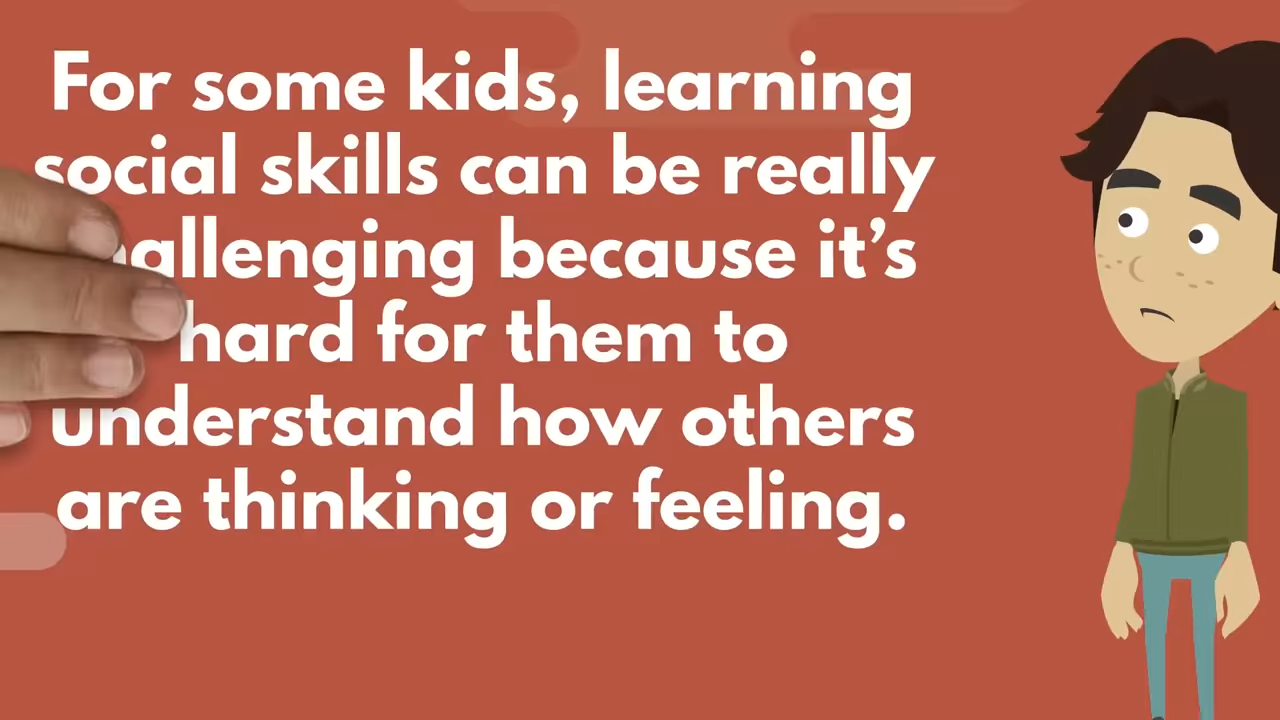 For some kids, learning
social skills can be really
challenging because it’s
hard for them to
understand how others
are thinking or feeling.